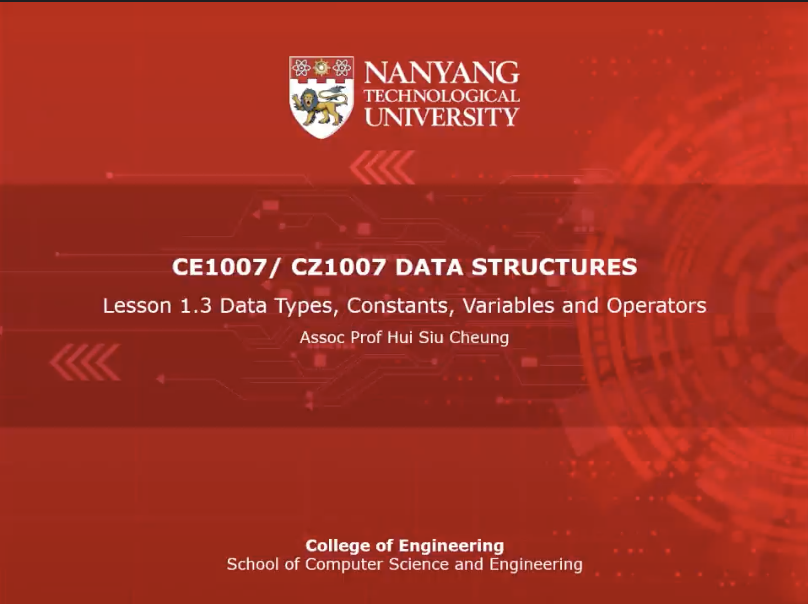 NANYANG
TECHNOLOGICAL
UNIVERSITY
CE1007/ CZ1007 DATA STRUCTURES
Lesson 1.3 Data Types, Constants, Variables and Operators
Assoc Prof Hui Siu Cheung
College of Engineering
School of Computer Science and Engineering